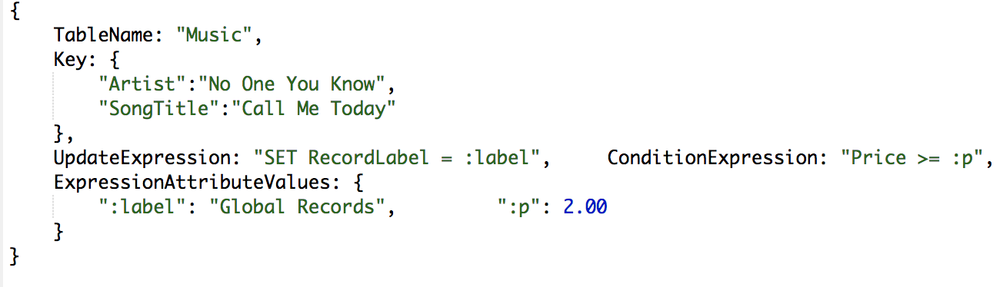 {
    TableName: "Music",
    Key: {
        "Artist":"No One You Know",
        "SongTitle":"Call Me Today"
    },
    UpdateExpression: "SET RecordLabel = :label",     ConditionExpression: "Price >= :p",
    ExpressionAttributeValues: {
        ":label": "Global Records",         ":p": 2.00
    }
}